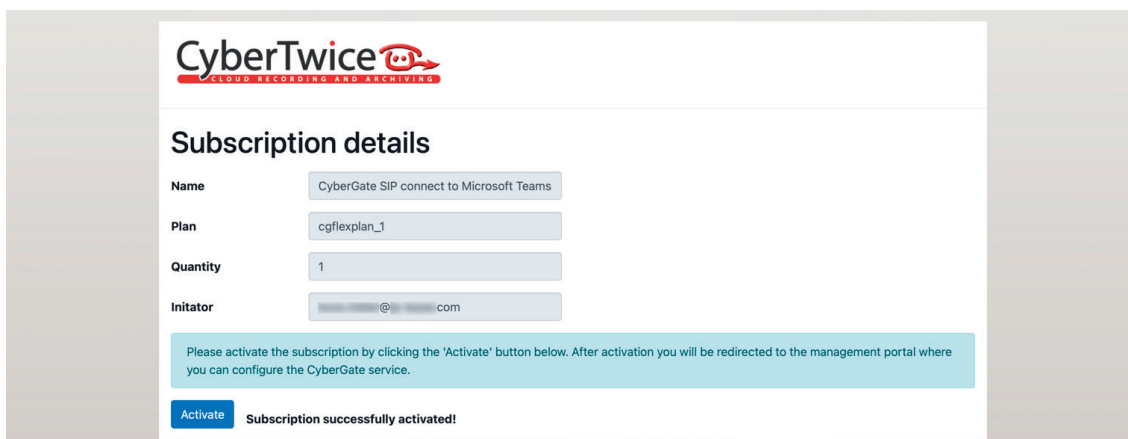 CyberTwice
CLOUD RECORDING AND ARCHIVING
Subscription details
Name CyberGate SIP connect to Microsoft Teams
Plan cgflexplan_1
Quantity 1
Initator @ com
Please activate the subscription by clicking the 'Activate' button below. After activation you will be redirected to the management portal where
you can configure the CyberGate service.
Activate Subscription successfully activated!